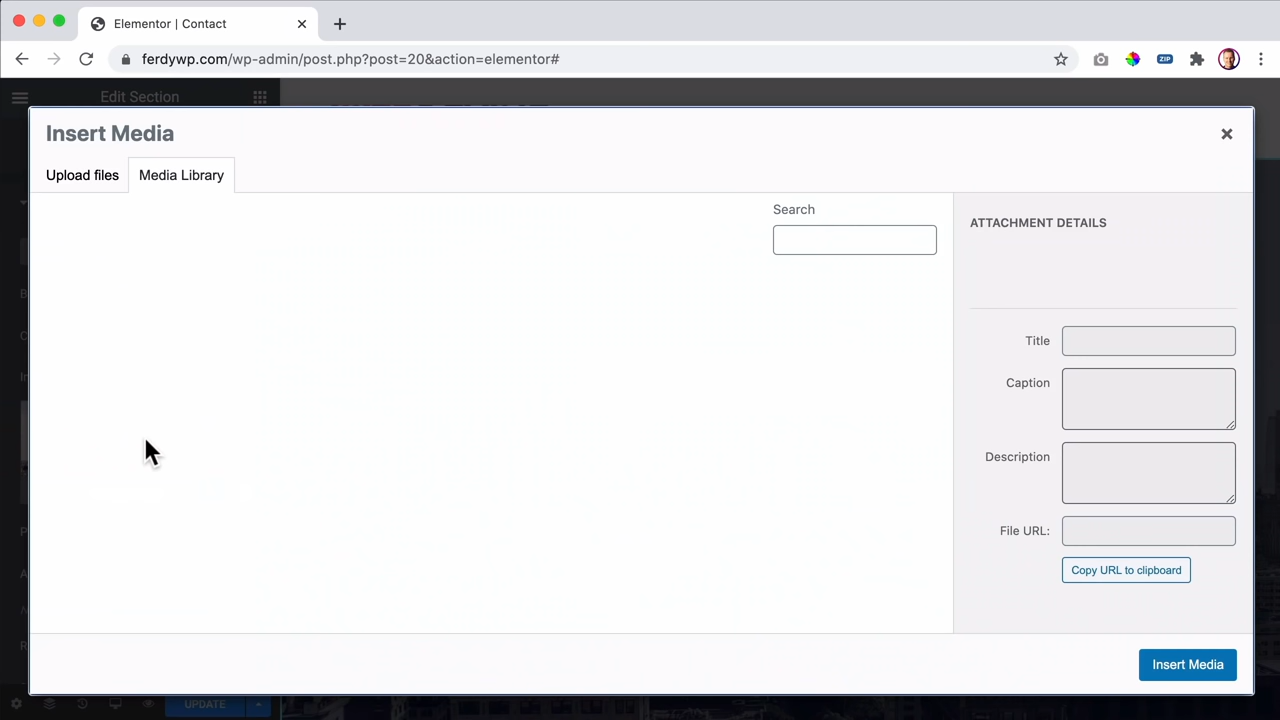 Elementor | Contact
ferdywp.com/wp-admin/post.php?post=20&action=elementor#
ZIP
Edit Section
Insert Media
Upload files
Media Library
Search
ATTACHMENT DETAILS
Title
Caption
Description
File URL:
Copy URL to clipboard
Insert Media
UPDATE